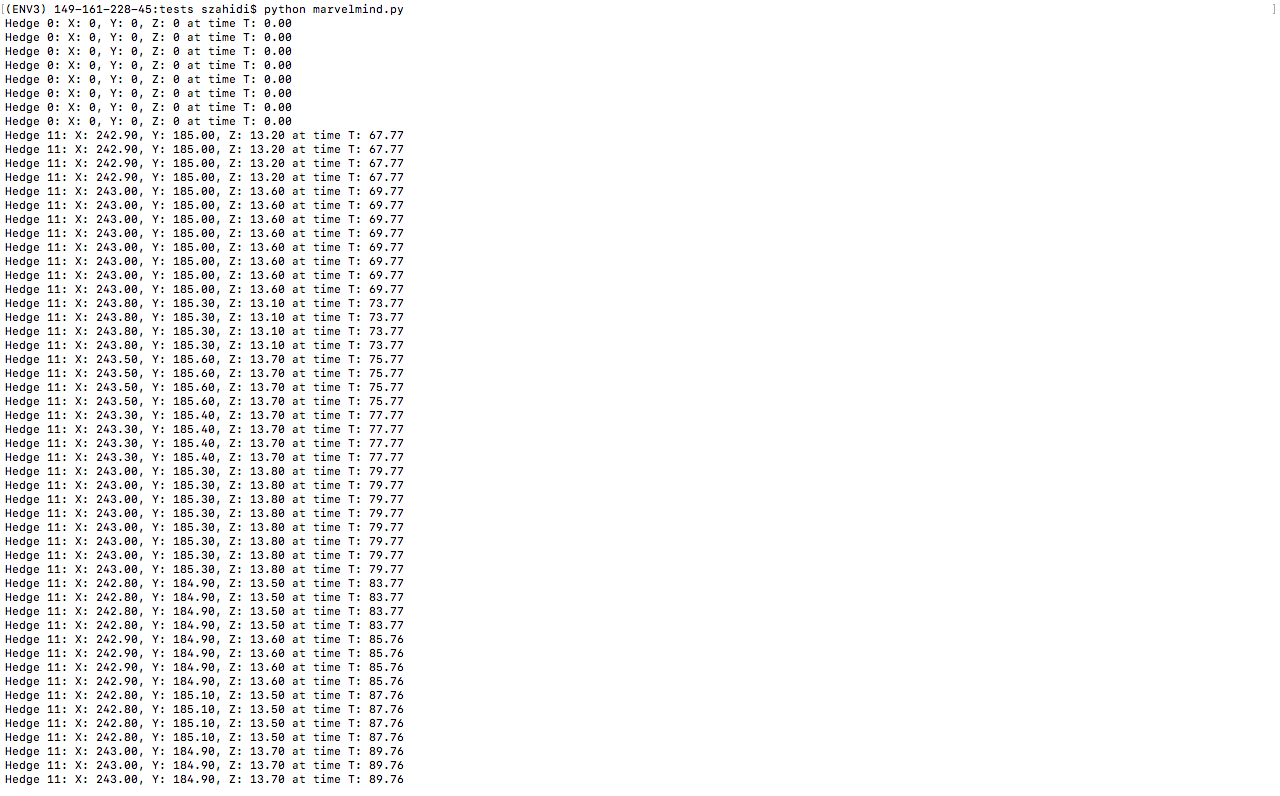 [(ENV3) 149-161-228-45:tests szahidi$ python marvelmind.py ]
Hedge 0: X: 0, Y: 0, Z: 0 at time T: 0.00
Hedge 0: X: 0, Y: 0, Z: 0 at time T: 0.00
Hedge 0: X: 0, Y: 0, Z: 0 at time T: 0.00
Hedge 0: X: 0, Y: 0, Z: 0 at time T: 0.00
Hedge 0: X: 0, Y: 0, Z: 0 at time T: 0.00
Hedge 0: X: 0, Y: 0, Z: 0 at time T: 0.00
Hedge 0: X: 0, Y: 0, Z: 0 at time T: 0.00
Hedge 0: X: 0, Y: 0, Z: 0 at time T: 0.00
Hedge 11: X: 242.90, Y: 185.00, Z: 13.20 at time T: 67.77
Hedge 11: X: 242.90, Y: 185.00, Z: 13.20 at time T: 67.77
Hedge 11: X: 242.90, Y: 185.00, Z: 13.20 at time T: 67.77
Hedge 11: X: 242.90, Y: 185.00, Z: 13.20 at time T: 67.77
Hedge 11: X: 243.00, Y: 185.00, Z: 13.60 at time T: 69.77
Hedge 11: X: 243.00, Y: 185.00, Z: 13.60 at time T: 69.77
Hedge 11: X: 243.00, Y: 185.00, Z: 13.60 at time T: 69.77
Hedge 11: X: 243.00, Y: 185.00, Z: 13.60 at time T: 69.77
Hedge 11: X: 243.00, Y: 185.00, Z: 13.60 at time T: 69.77
Hedge 11: X: 243.00, Y: 185.00, Z: 13.60 at time T: 69.77
Hedge 11: X: 243.00, Y: 185.00, Z: 13.60 at time T: 69.77
Hedge 11: X: 243.00, Y: 185.00, Z: 13.60 at time T: 69.77
Hedge 11: X: 243.80, Y: 185.30, Z: 13.10 at time T: 73.77
Hedge 11: X: 243.80, Y: 185.30, Z: 13.10 at time T: 73.77
Hedge 11: X: 243.80, Y: 185.30, Z: 13.10 at time T: 73.77
Hedge 11: X: 243.80, Y: 185.30, Z: 13.10 at time T: 73.77
Hedge 11: X: 243.50, Y: 185.60, Z: 13.70 at time T: 75.77
Hedge 11: X: 243.50, Y: 185.60, Z: 13.70 at time T: 75.77
Hedge 11: X: 243.50, Y: 185.60, Z: 13.70 at time T: 75.77
Hedge 11: X: 243.50, Y: 185.60, Z: 13.70 at time T: 75.77
Hedge 11: X: 243.30, Y: 185.40, Z: 13.70 at time T: 77.77
Hedge 11: X: 243.30, Y: 185.40, Z: 13.70 at time T: 77.77
Hedge 11: X: 243.30, Y: 185.40, Z: 13.70 at time T: 77.77
Hedge 11: X: 243.30, Y: 185.40, Z: 13.70 at time T: 77.77
Hedge 11: X: 243.00, Y: 185.30, Z: 13.80 at time T: 79.77
Hedge 11: X: 243.00, Y: 185.30, Z: 13.80 at time T: 79.77
Hedge 11: X: 243.00, Y: 185.30, Z: 13.80 at time T: 79.77
Hedge 11: X: 243.00, Y: 185.30, Z: 13.80 at time T: 79.77
Hedge 11: X: 243.00, Y: 185.30, Z: 13.80 at time T: 79.77
Hedge 11: X: 243.00, Y: 185.30, Z: 13.80 at time T: 79.77
Hedge 11: X: 243.00, Y: 185.30, Z: 13.80 at time T: 79.77
Hedge 11: X: 243.00, Y: 185.30, Z: 13.80 at time T: 79.77
Hedge 11: X: 242.80, Y: 184.90, Z: 13.50 at time T: 83.77
Hedge 11: X: 242.80, Y: 184.90, Z: 13.50 at time T: 83.77
Hedge 11: X: 242.80, Y: 184.90, Z: 13.50 at time T: 83.77
Hedge 11: X: 242.80, Y: 184.90, Z: 13.50 at time T: 83.77
Hedge 11: X: 242.90, Y: 184.90, Z: 13.60 at time T: 85.76
Hedge 11: X: 242.90, Y: 184.90, Z: 13.60 at time T: 85.76
Hedge 11: X: 242.90, Y: 184.90, Z: 13.60 at time T: 85.76
Hedge 11: X: 242.90, Y: 184.90, Z: 13.60 at time T: 85.76
Hedge 11: X: 242.80, Y: 185.10, Z: 13.50 at time T: 87.76
Hedge 11: X: 242.80, Y: 185.10, Z: 13.50 at time T: 87.76
Hedge 11: X: 242.80, Y: 185.10, Z: 13.50 at time T: 87.76
Hedge 11: X: 242.80, Y: 185.10, Z: 13.50 at time T: 87.76
Hedge 11: X: 243.00, Y: 184.90, Z: 13.70 at time T: 89.76
Hedge 11: X: 243.00, Y: 184.90, Z: 13.70 at time T: 89.76
Hedge 11: X: 243.00, Y: 184.90, Z: 13.70 at time T: 89.76